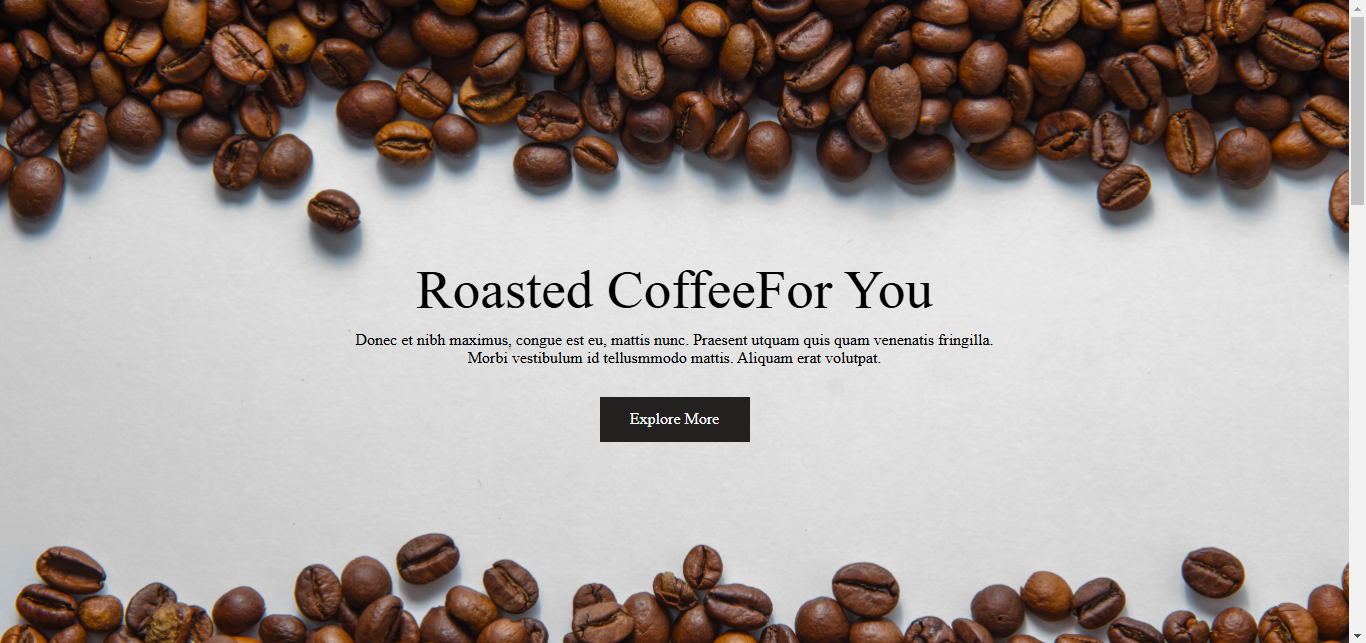 Roasted CoffeeFor You
Donec et nibh maximus, congue est eu, mattis nunc. Praesent utquam quis quam venenatis fringilla.
Morbi vestibulum id tellusmmodo mattis. Aliquam erat volutpat.
Explore More